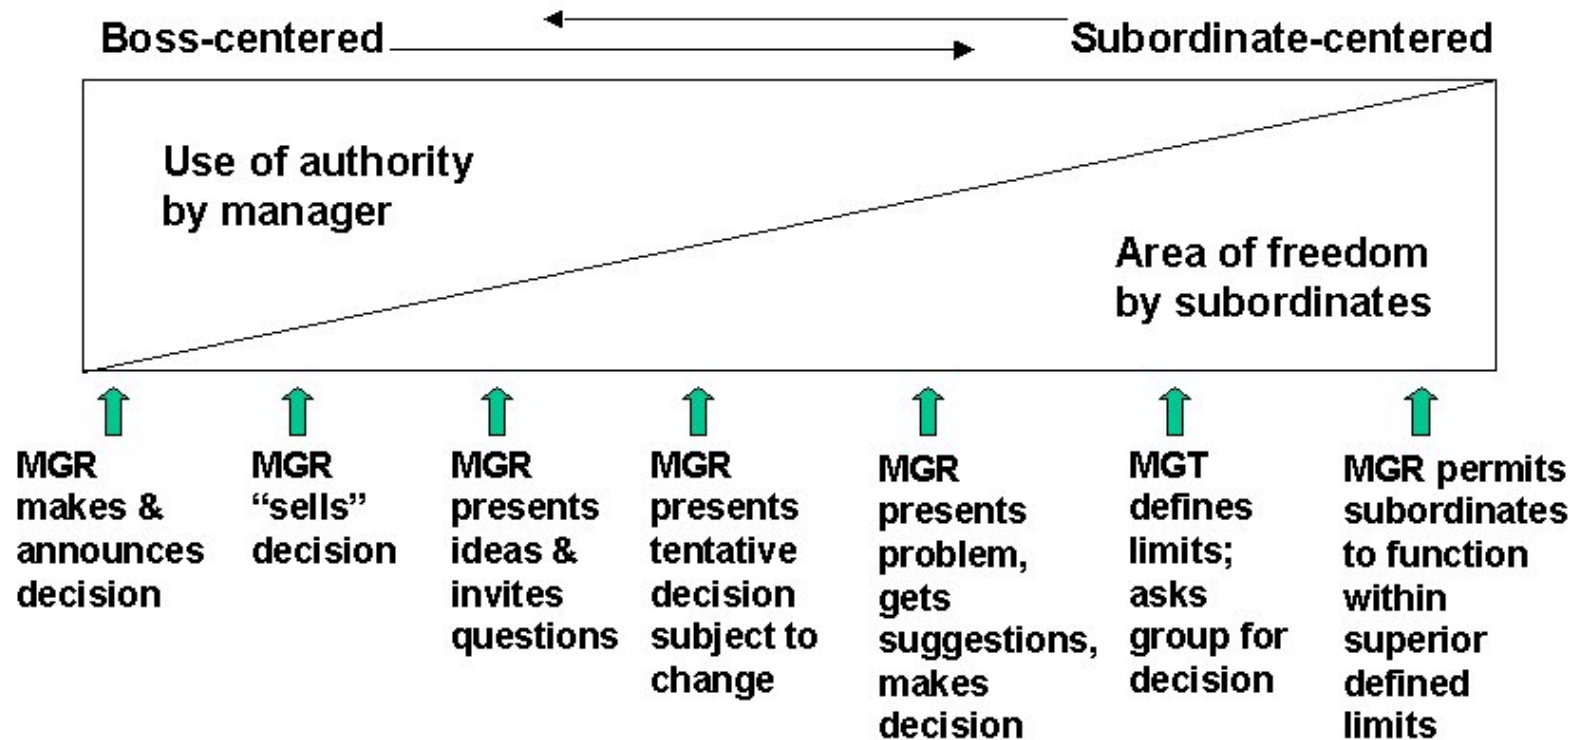 Boss-centered
Subordinate-centered
Use of authority
by manager
Area of freedom
by subordinates
MGR
makes &
announces
decision
MGR
“sells”
decision
MGR
presents
ideas &
invites
questions
MGR
presents
tentative
decision
subject to
change
MGR
presents
problem,
gets
suggestions,
makes
decision
MGT
defines
limits;
asks
group for
decision
MGR permits
subordinates
to function
within
superior
defined
limits